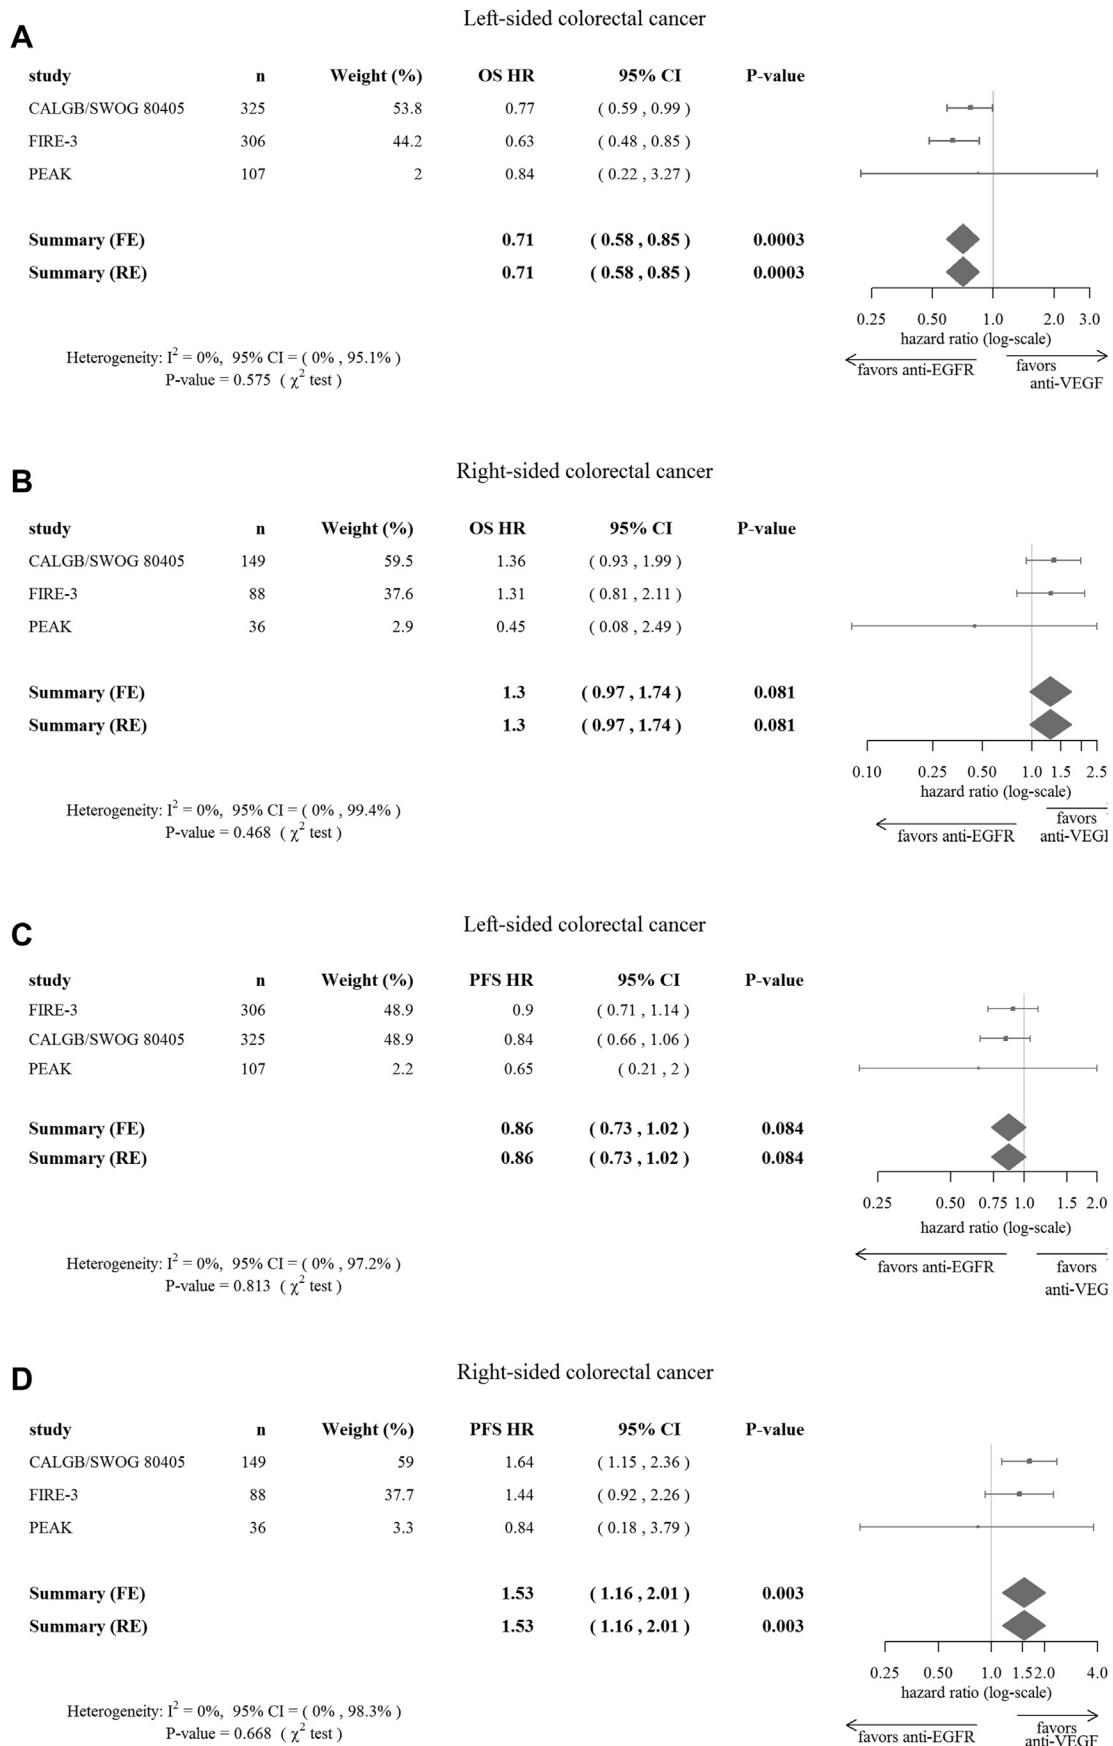 Left-sided colorectal cancer
A
study n Weight (%) OS HR 95% CI P-value
CALGB/SWOG 80405 325 53.8 0.77 ( 0.59 , 0.99 )
FIRE-3 306 44.2 0.63 ( 0.48 , 0.85 )
PEAK 107 2 0.84 ( 0.22 , 3.27 )
Summary (FE) 0.71 ( 0.58 , 0.85 ) 0.0003
Summary (RE) 0.71 ( 0.58 , 0.85 ) 0.0003
0.25 0.50 1.0 2.0 3.0
hazard ratio (log-scale)
Heterogeneity: I² = 0%, 95% CI = ( 0% , 95.1% )
P-value = 0.575 ( χ² test )
favors anti-EGFR
favors
anti-VEGF
Right-sided colorectal cancer
B
study n Weight (%) OS HR 95% CI P-value
CALGB/SWOG 80405 149 59.5 1.36 ( 0.93 , 1.99 )
FIRE-3 88 37.6 1.31 ( 0.81 , 2.11 )
PEAK 36 2.9 0.45 ( 0.08 , 2.49 )
Summary (FE) 1.3 ( 0.97 , 1.74 ) 0.081
Summary (RE) 1.3 ( 0.97 , 1.74 ) 0.081
0.10 0.25 0.50 1.0 1.5 2.5
hazard ratio (log-scale)
Heterogeneity: I² = 0%, 95% CI = ( 0% , 99.4% )
P-value = 0.468 ( χ² test )
favors anti-EGFR
favors
anti-VEGF
Left-sided colorectal cancer
C
study n Weight (%) PFS HR 95% CI P-value
FIRE-3 306 48.9 0.9 ( 0.71 , 1.14 )
CALGB/SWOG 80405 325 48.9 0.84 ( 0.66 , 1.06 )
PEAK 107 2.2 0.65 ( 0.21 , 2 )
Summary (FE) 0.86 ( 0.73 , 1.02 ) 0.084
Summary (RE) 0.86 ( 0.73 , 1.02 ) 0.084
0.25 0.50 0.75 1.0 1.5 2.0
hazard ratio (log-scale)
Heterogeneity: I² = 0%, 95% CI = ( 0% , 97.2% )
P-value = 0.813 ( χ² test )
favors anti-EGFR
favors
anti-VEG
Right-sided colorectal cancer
D
study n Weight (%) PFS HR 95% CI P-value
CALGB/SWOG 80405 149 59 1.64 ( 1.15 , 2.36 )
FIRE-3 88 37.7 1.44 ( 0.92 , 2.26 )
PEAK 36 3.3 0.84 ( 0.18 , 3.79 )
Summary (FE) 1.53 ( 1.16 , 2.01 ) 0.003
Summary (RE) 1.53 ( 1.16 , 2.01 ) 0.003
0.25 0.50 1.0 1.5 2.0 4.0
hazard ratio (log-scale)
Heterogeneity: I² = 0%, 95% CI = ( 0% , 98.3% )
P-value = 0.668 ( χ² test )
favors anti-EGFR
favors
anti-VEGF